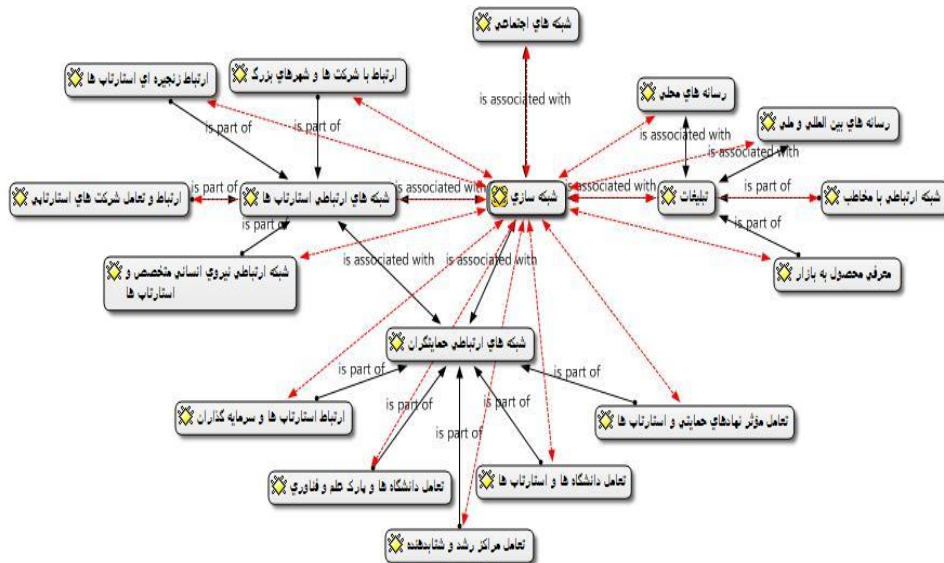 شبکه هاي اجتماعي
ارتباط زنجيره اي استارتاپ ها
ارتباط با شرکت ها و شهرهاي بزرگ
is associated with
رسانه هاي محلي
رسانه هاي بين المللي و ملي
is part of
is part of
is associated with
is associated with
ارتباط و تعامل شرکت هاي استارتاپي
is part of
شبکه هاي ارتباطي استارتاپ ها
is associated with
شبکه سازي
is associated with
تبليغات
is part of
شبکه ارتباطي با مخاطب
is part of
is part of
شبکه ارتباطي نيروي انساني متخصص و
استارتاپ ها
is associated with
is associated with
معرفي محصول به بازار
شبکه هاي ارتباطي حمايتگران
is part of
is part of
ارتباط استارتاپ ها و سرمايه گذاران
is part of
is part of
is part of
تعامل مؤثر نهادهاي حمايتي و استارتاپ ها
تعامل دانشگاه ها و پارک علم و فناوري
تعامل دانشگاه ها و استارتاپ ها
تعامل مراکز رشد و شتابدهنده